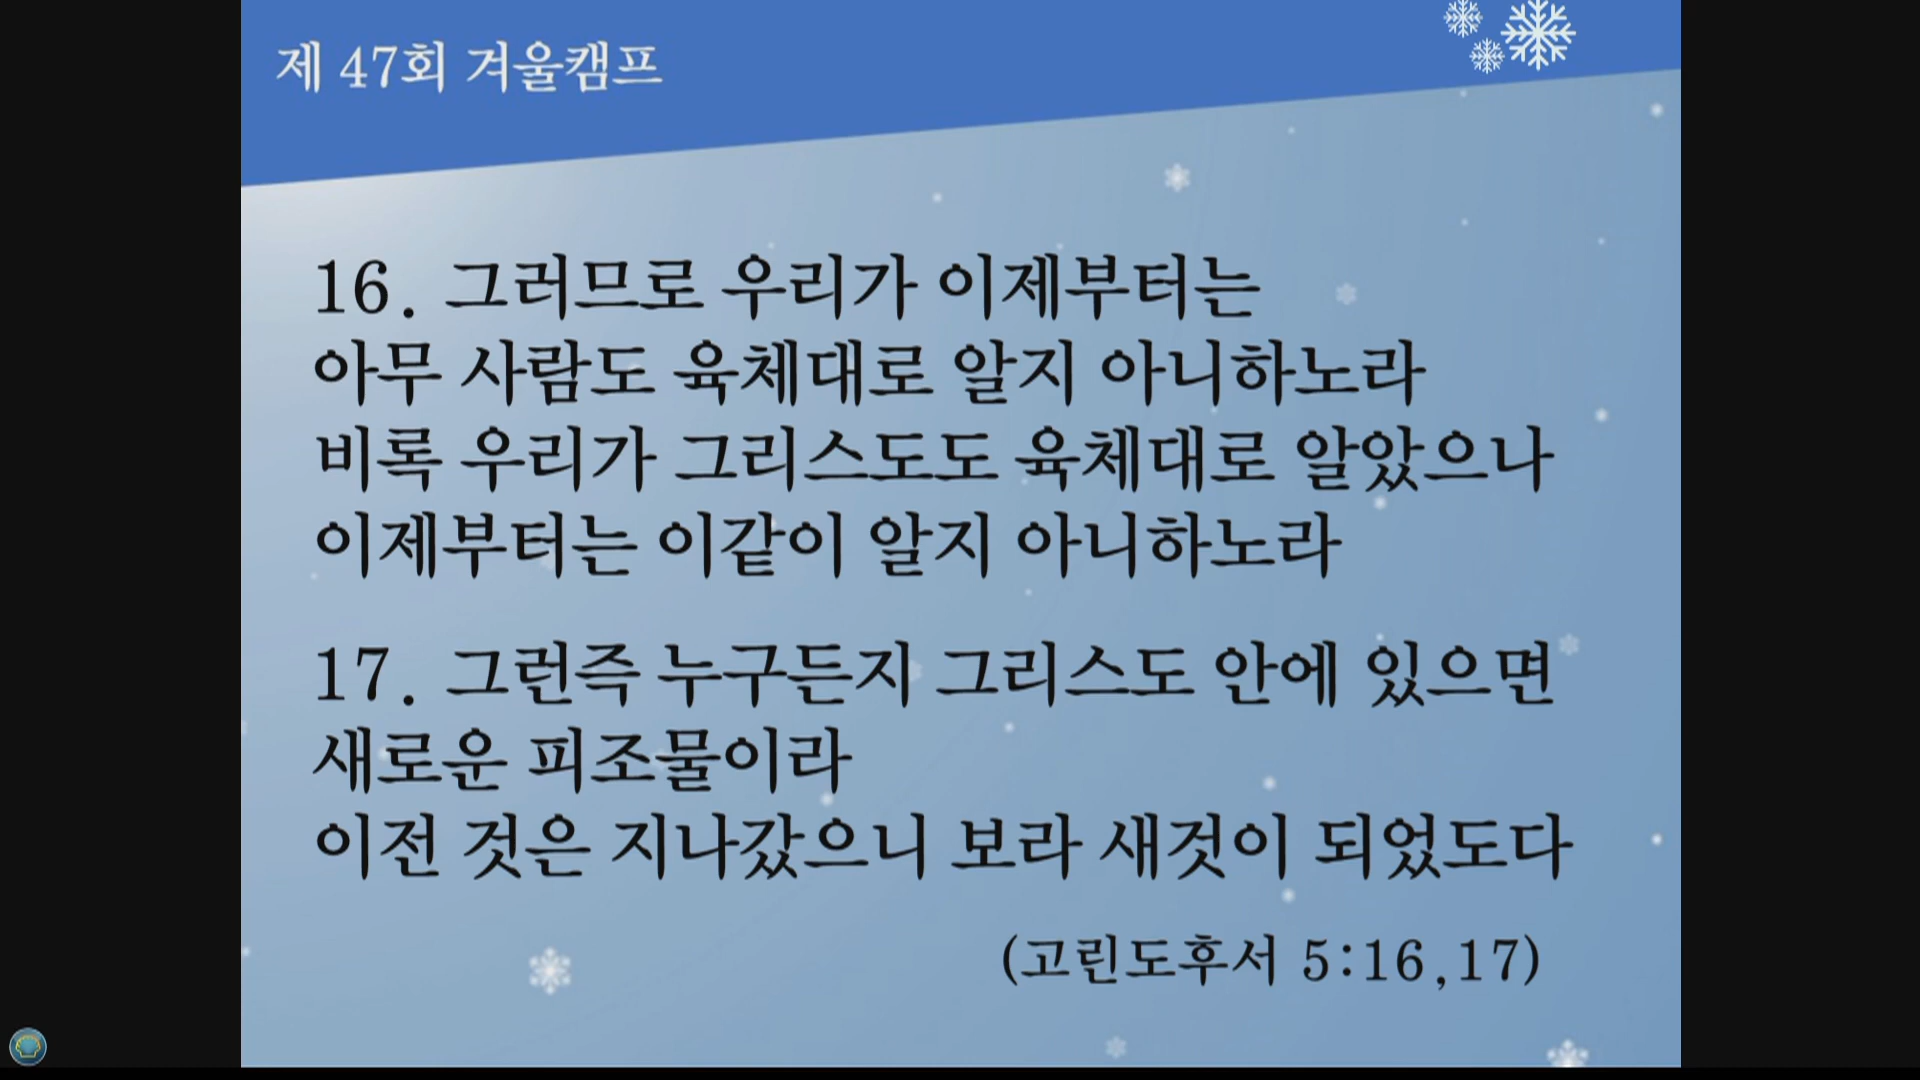 제 47회 겨울캠프
16. 그러므로 우리가 이제부터는
아무 사람도 육체대로 알지 아니하노라
비록 우리가 그리스도도 육체대로 알았으나
이제부터는 이같이 알지 아니하노라
17. 그런즉 누구든지 그리스도 안에 있으면
새로운 피조물이라
이전 것은 지나갔으니 보라 새것이 되었도다
(고린도후서 5:16,17)